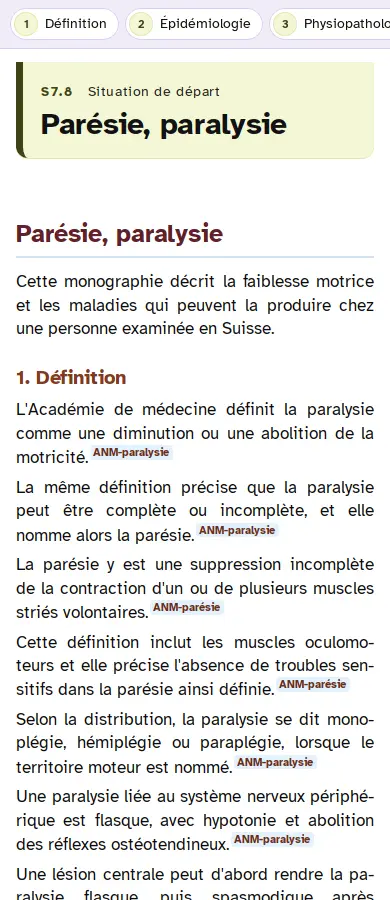 1 Définition 2 Épidémiologie 3 Physiopatholo
S7.8 Situation de départ
Parésie, paralysie
Parésie, paralysie
Cette monographie décrit la faiblesse motrice
et les maladies qui peuvent la produire chez
une personne examinée en Suisse.
1. Définition
L'Académie de médecine définit la paralysie
comme une diminution ou une abolition de la
motricité. ANM-paralysie
La même définition précise que la paralysie
peut être complète ou incomplète, et elle
nomme alors la parésie. ANM-paralysie
La parésie y est une suppression incomplète
de la contraction d'un ou de plusieurs muscles
striés volontaires. ANM-parésie
Cette définition inclut les muscles oculomo-
teurs et elle précise l'absence de troubles sen-
sitifs dans la parésie ainsi définie. ANM-parésie
Selon la distribution, la paralysie se dit mono-
plégie, hémiplégie ou paraplégie, lorsque le
territoire moteur est nommé. ANM-paralysie
Une paralysie liée au système nerveux périphé-
rique est flasque, avec hypotonie et abolition
des réflexes ostéotendineux. ANM-paralysie
Une lésion centrale peut d'abord rendre la pa-
ralysie flasque, puis spasmodique après